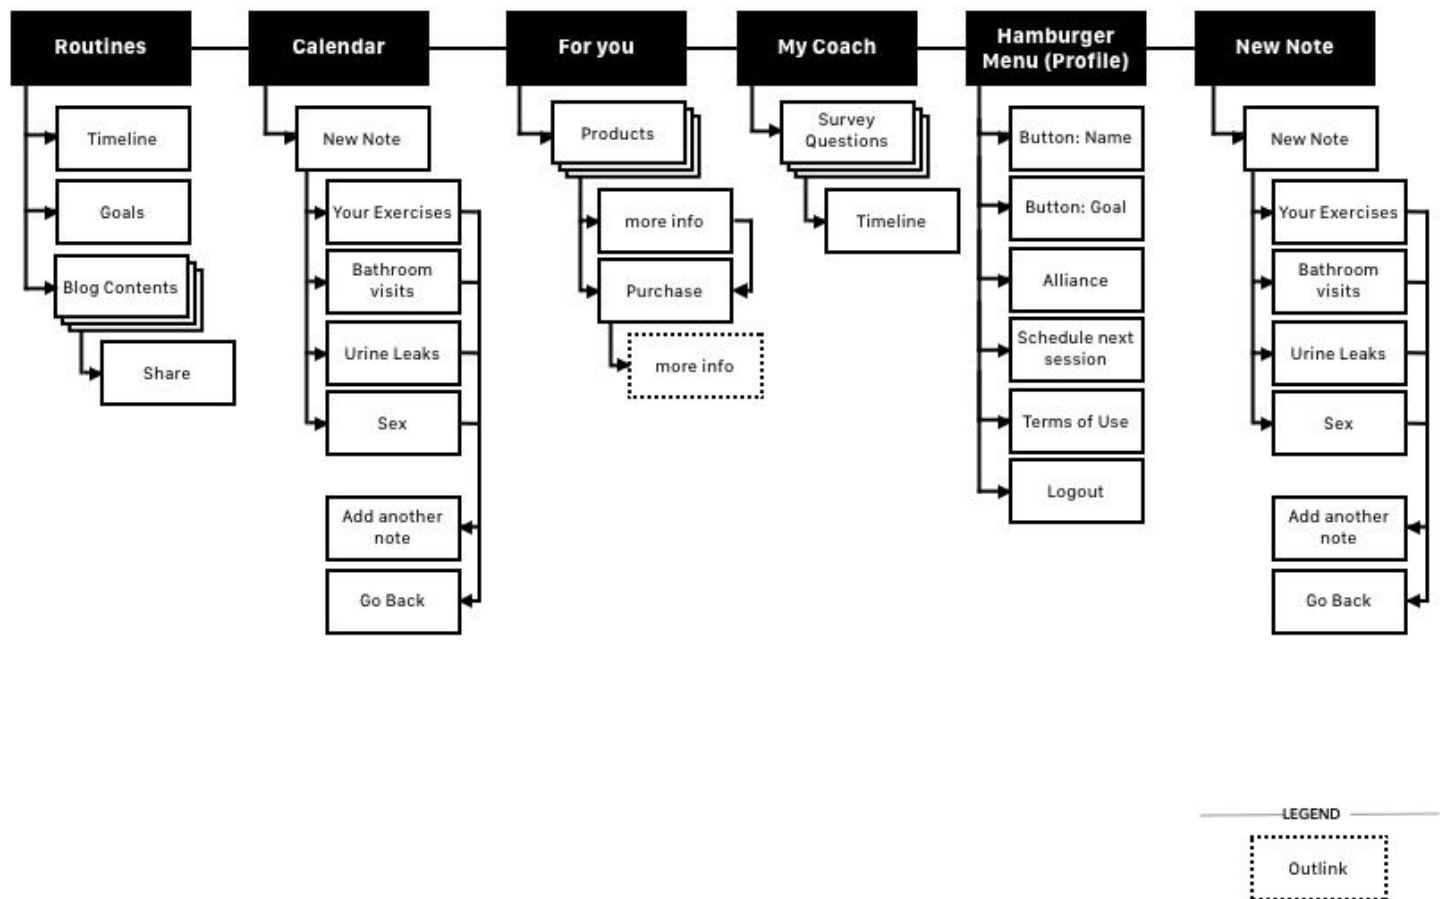 Routines
Calendar
For you
My Coach
Hamburger
Menu (Profile)
New Note
Timeline
Goals
Blog Contents
Share
New Note
Your Exercises
Bathroom
visits
Urine Leaks
Sex
Add another
note
Go Back
Products
more info
Purchase
more info
Survey
Questions
Timeline
Button: Name
Button: Goal
Alliance
Schedule next
session
Terms of Use
Logout
New Note
Your Exercises
Bathroom
visits
Urine Leaks
Sex
Add another
note
Go Back
LEGEND
Outlink